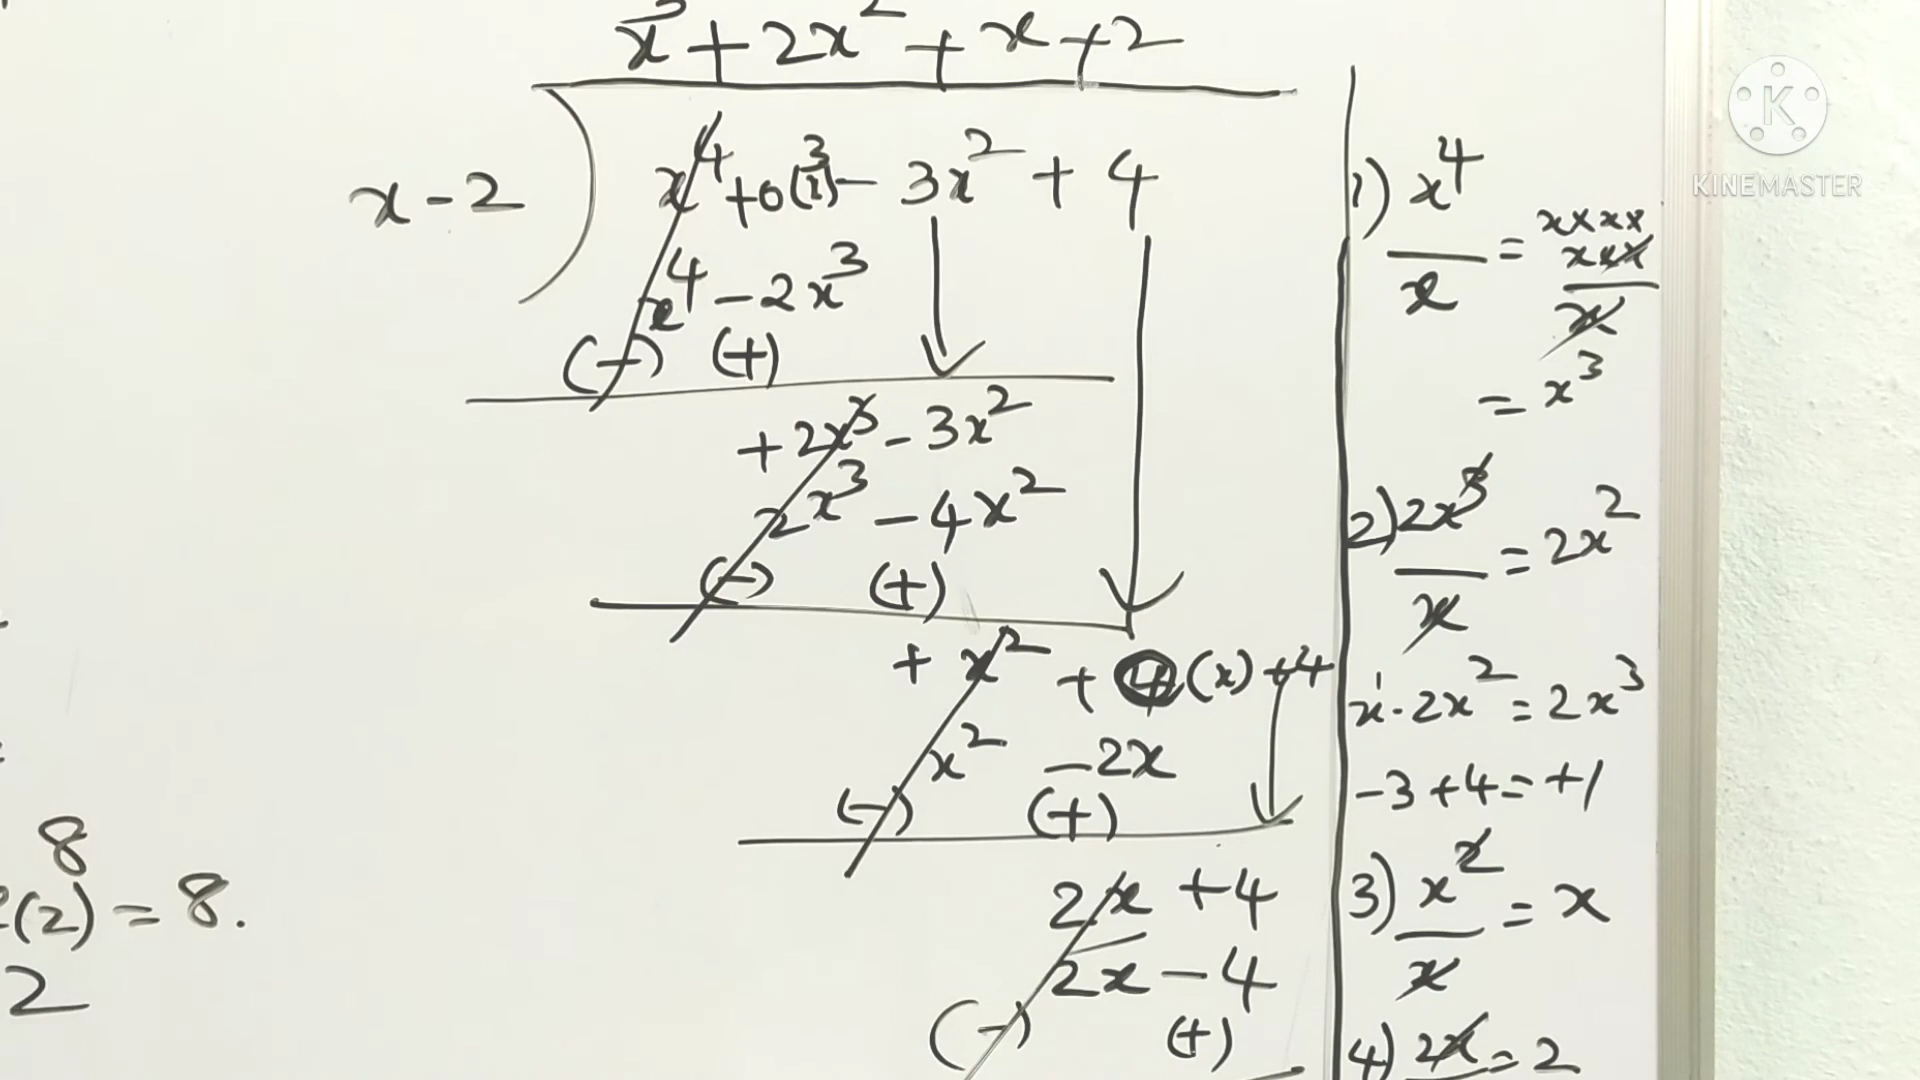 x³ + 2x² + x + 2
x - 2 ) x⁴ + 0(x³) - 3x² + 4
x⁴ - 2x³
(-) (+)
+ 2x³ - 3x²
2x³ - 4x²
(-) (+)
+ x² + (x) + 4
x² - 2x
(-) (+)
2x + 4
2x - 4
(-) (+)
8
(2) = 8.
2
1) x⁴/x = x x x x/x
= x³
2) 2x³/x = 2x²
x¹ · 2x² = 2x³
-3 + 4 = +1
3) x²/x = x
4) 2x = 2
K
KINEMASTER